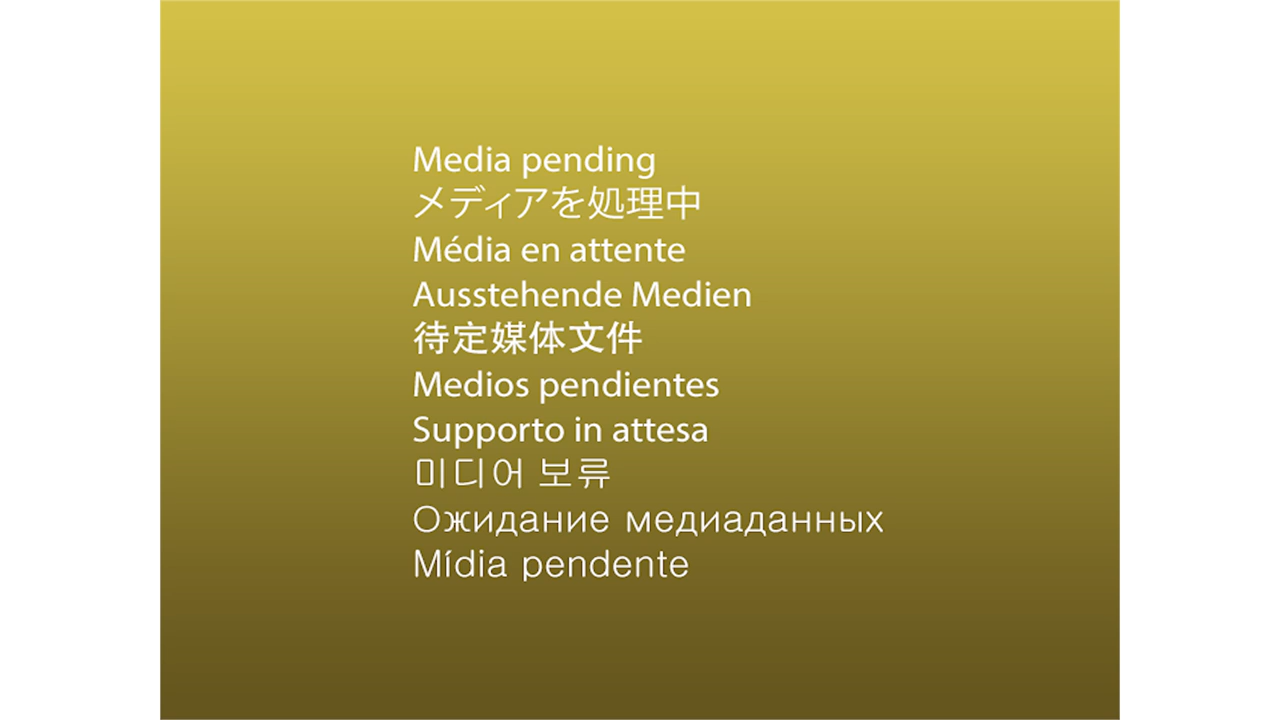 Media pending
メディアを処理中
Média en attente
Ausstehende Medien
待定媒体文件
Medios pendientes
Supporto in attesa
미디어 보류
Ожидание медиаданных
Mídia pendente